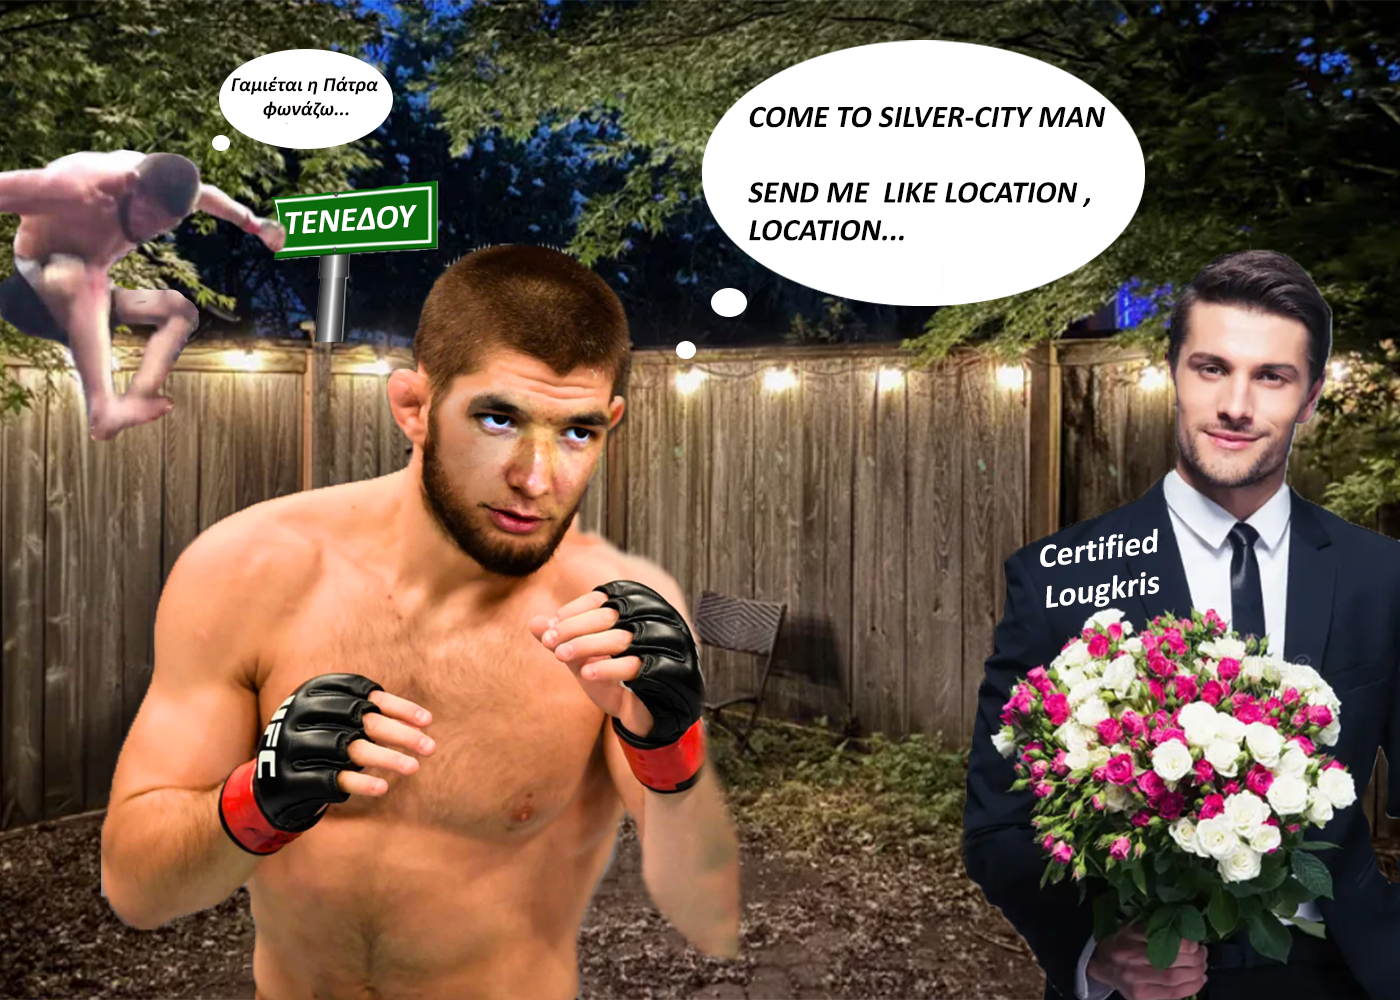 Γαμιέται η Πάτρα
φωνάζω...
ΤΕΝΕΔΟΥ
COME TO SILVER-CITY MAN
SEND ME LIKE LOCATION ,
LOCATION...
Certified
Lougkris
UFC